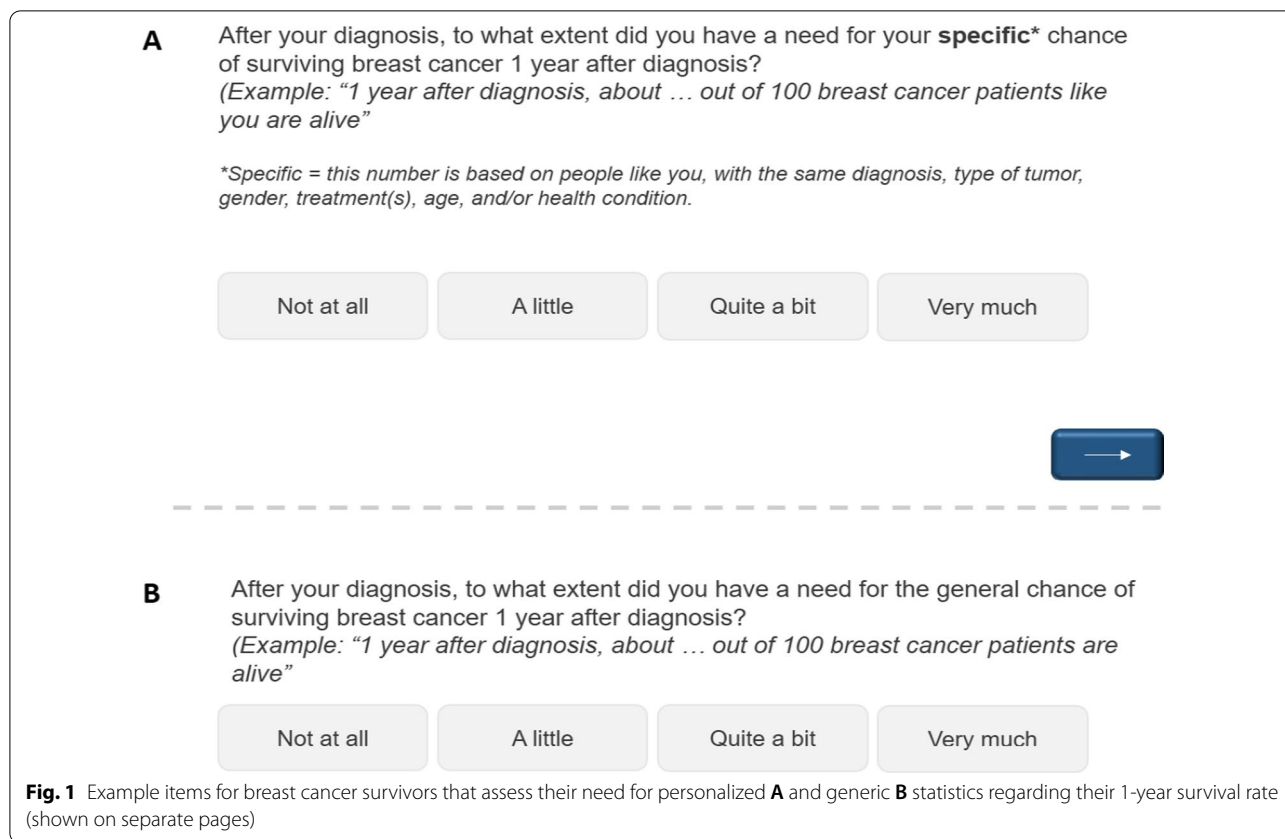 A
After your diagnosis, to what extent did you have a need for your specific* chance
of surviving breast cancer 1 year after diagnosis?
(Example: “1 year after diagnosis, about … out of 100 breast cancer patients like
you are alive”
*Specific = this number is based on people like you, with the same diagnosis, type of tumor,
gender, treatment(s), age, and/or health condition.
Not at all
A little
Quite a bit
Very much
B
After your diagnosis, to what extent did you have a need for the general chance of
surviving breast cancer 1 year after diagnosis?
(Example: “1 year after diagnosis, about … out of 100 breast cancer patients are
alive”
Not at all
A little
Quite a bit
Very much
Fig. 1 Example items for breast cancer survivors that assess their need for personalized A and generic B statistics regarding their 1-year survival rate
(shown on separate pages)